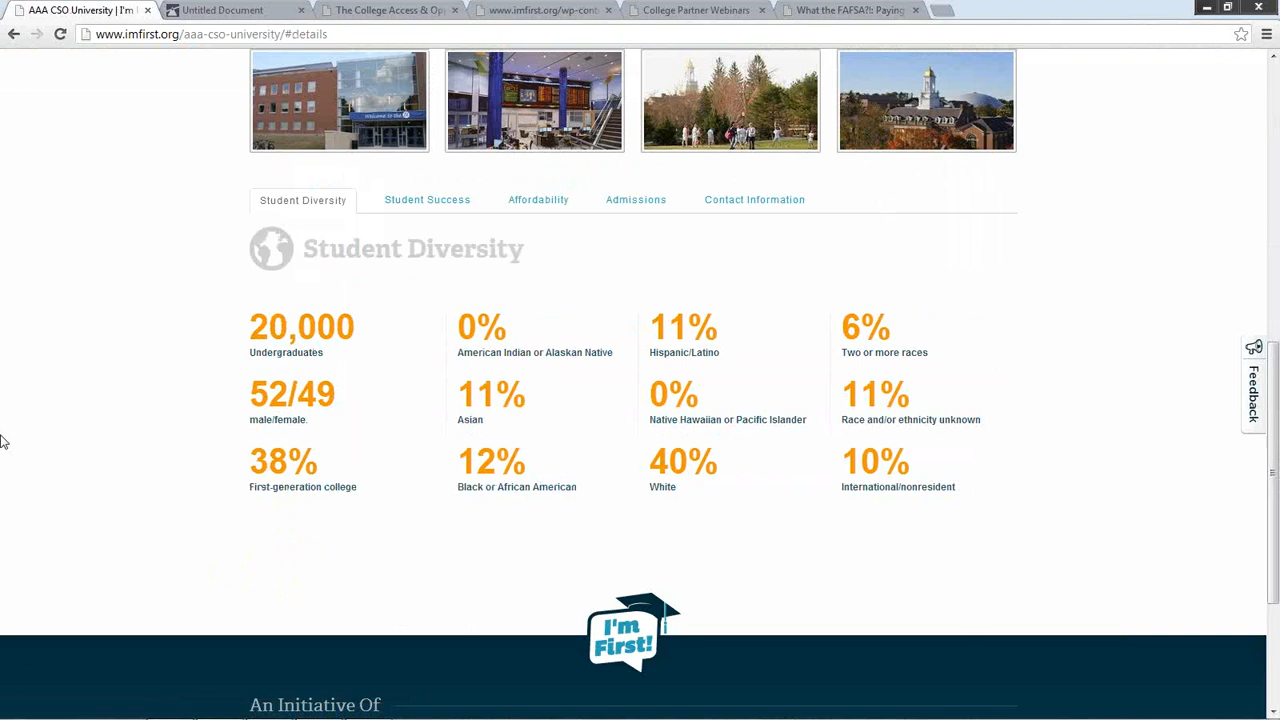 AAA CSO University | I'm
Untitled Document
The College Access & Op
www.imfirst.org/wp-cont
College Partner Webinars
What the FAFSA?!: Paying
www.imfirst.org/aaa-cso-university/#details
Student Diversity
Student Success
Affordability
Admissions
Contact Information
Student Diversity
20,000
0%
11%
6%
Undergraduates
American Indian or Alaskan Native
Hispanic/Latino
Two or more races
52/49
11%
0%
11%
male/female.
Asian
Native Hawaiian or Pacific Islander
Race and/or ethnicity unknown
38%
12%
40%
10%
First-generation college
Black or African American
White
International/nonresident
Feedback
I'm
First!
An Initiative Of